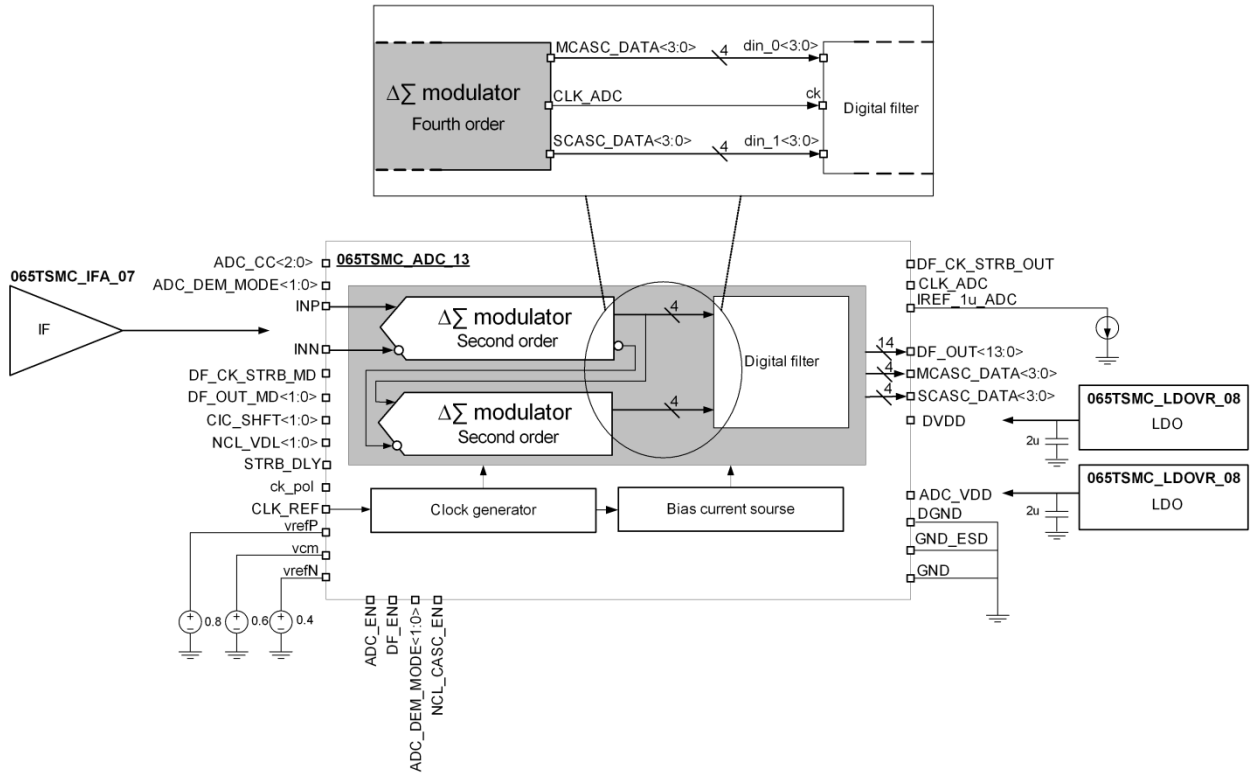 MCASC_DATA<3:0>
4
din_0<3:0>
ΔΣ modulator
Fourth order
CLK_ADC
ck
Digital filter
SCASC_DATA<3:0>
4
din_1<3:0>
065TSMC_IFA_07
IF
ADC_CC<2:0>
ADC_DEM_MODE<1:0>
INP
INN
DF_CK_STRB_MD
DF_OUT_MD<1:0>
CIC_SHFT<1:0>
NCL_VDL<1:0>
STRB_DLY
ck_pol
CLK_REF
vrefP
vcm
vrefN
0.8
0.6
0.4
065TSMC_ADC_13
ΔΣ modulator
Second order
4
Digital filter
ΔΣ modulator
Second order
4
Clock generator
Bias current sourse
ADC_EN
DF_EN
ADC_DEM_MODE<1:0>
NCL_CASC_EN
DF_CK_STRB_OUT
CLK_ADC
IREF_1u_ADC
14
DF_OUT<13:0>
4
MCASC_DATA<3:0>
4
SCASC_DATA<3:0>
DVDD
2u
065TSMC_LDOVR_08
LDO
ADC_VDD
2u
065TSMC_LDOVR_08
LDO
DGND
GND_ESD
GND